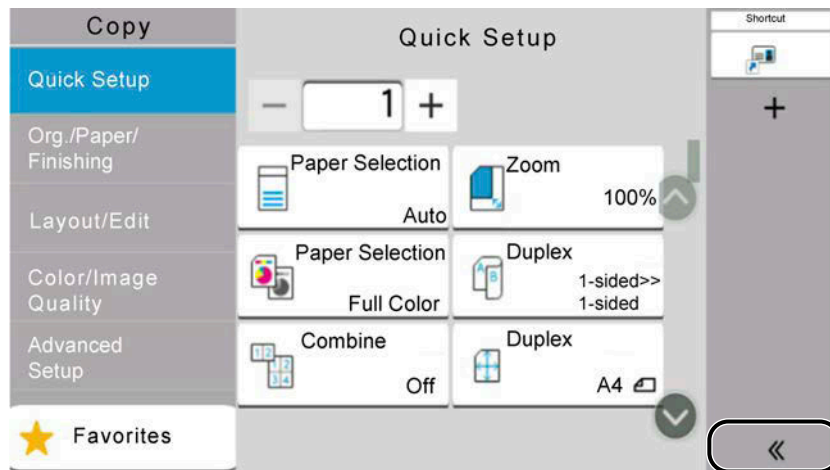 Copy
Quick Setup
Shortcut
Quick Setup
1
Org./Paper/
Finishing
Paper Selection
Auto
Zoom
100%
Layout/Edit
Paper Selection
Full Color
Duplex
1-sided>>
1-sided
Color/Image
Quality
Combine
Off
Duplex
A4
Advanced
Setup
Favorites